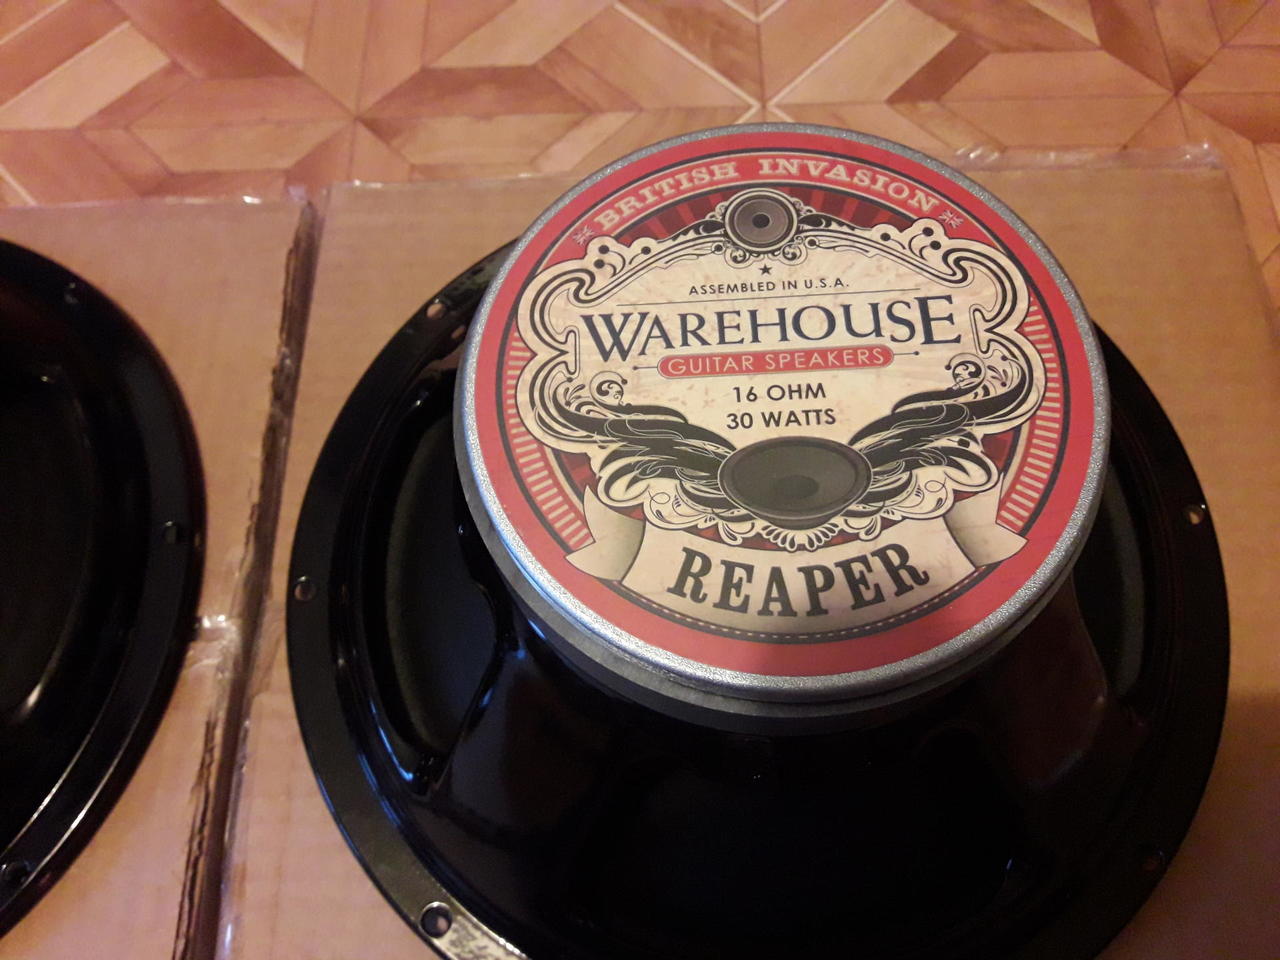 BRITISH INVASION
ASSEMBLED IN U.S.A.
WAREHOUSE
GUITAR SPEAKERS
16 OHM
30 WATTS
REAPER